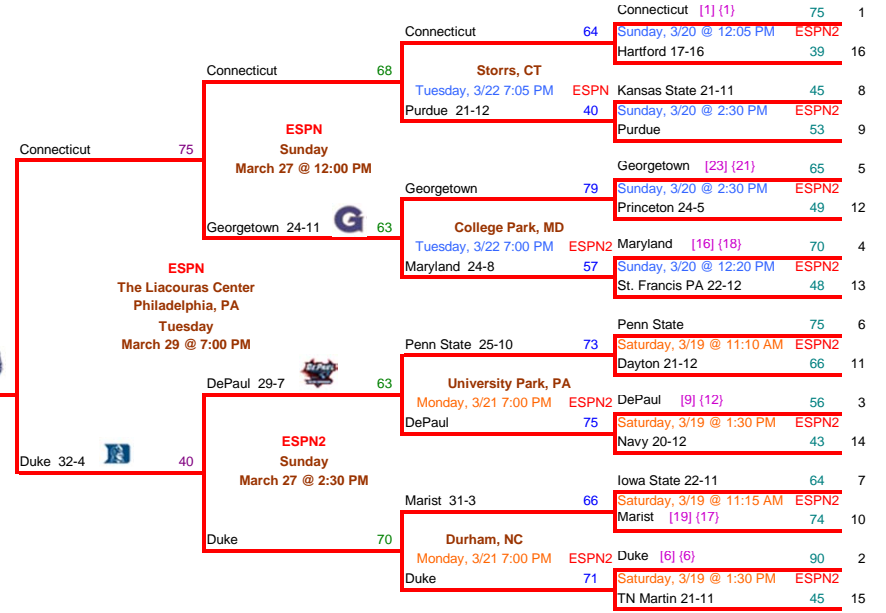 Connecticut [1] {1} 75 1
Connecticut 64 Sunday, 3/20 @ 12:05 PM ESPN2
Hartford 17-16 39 16
Connecticut 68 Storrs, CT
Tuesday, 3/22 7:05 PM ESPN Kansas State 21-11 45 8
Purdue 21-12 40 Sunday, 3/20 @ 2:30 PM ESPN2
ESPN Purdue 53 9
Connecticut 75 Sunday
March 27 @ 12:00 PM Georgetown [23] {21} 65 5
Georgetown 79 Sunday, 3/20 @ 2:30 PM ESPN2
Princeton 24-5 49 12
Georgetown 24-11 G 63 College Park, MD
Tuesday, 3/22 7:00 PM ESPN2 Maryland [16] {18} 70 4
ESPN Maryland 24-8 57 Sunday, 3/20 @ 12:20 PM ESPN2
The Liacouras Center St. Francis PA 22-12 48 13
Philadelphia, PA
Tuesday Penn State 75 6
March 29 @ 7:00 PM Penn State 25-10 73 Saturday, 3/19 @ 11:10 AM ESPN2
Dayton 21-12 66 11
DePaul 29-7 DEPAUL 63 University Park, PA
Monday, 3/21 7:00 PM ESPN2 DePaul [9] {12} 56 3
DePaul 75 Saturday, 3/19 @ 1:30 PM ESPN2
ESPN2 Navy 20-12 43 14
Duke 32-4 D 40 Sunday
March 27 @ 2:30 PM Iowa State 22-11 64 7
Marist 31-3 66 Saturday, 3/19 @ 11:15 AM ESPN2
Marist [19] {17} 74 10
Duke 70 Durham, NC
Monday, 3/21 7:00 PM ESPN2 Duke [6] {6} 90 2
Duke 71 Saturday, 3/19 @ 1:30 PM ESPN2
TN Martin 21-11 45 15